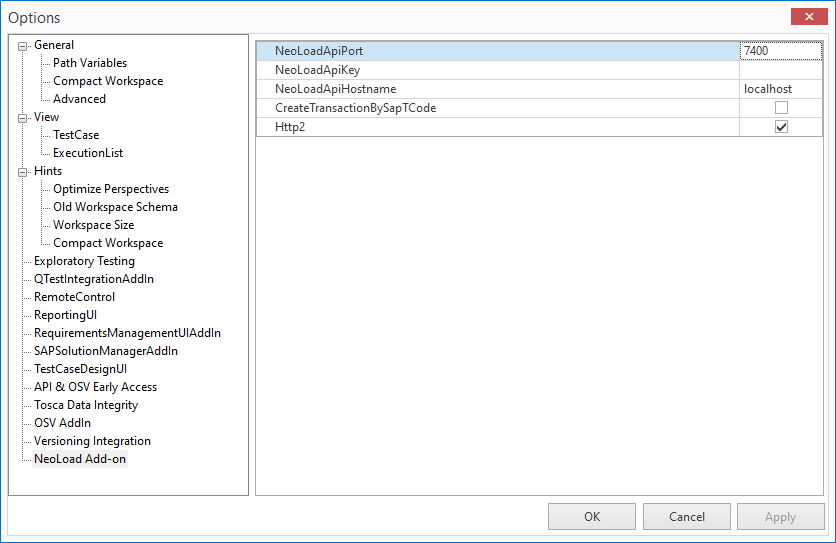 Options
General
Path Variables
Compact Workspace
Advanced
View
TestCase
ExecutionList
Hints
Optimize Perspectives
Old Workspace Schema
Workspace Size
Compact Workspace
Exploratory Testing
QTestIntegrationAddIn
RemoteControl
ReportingUI
RequirementsManagementUIAddIn
SAPSolutionManagerAddIn
TestCaseDesignUI
API & OSV Early Access
Tosca Data Integrity
OSV AddIn
Versioning Integration
NeoLoad Add-on
NeoLoadApiPort 7400
NeoLoadApiKey
NeoLoadApiHostname localhost
CreateTransactionBySapTCode
Http2
OK Cancel Apply